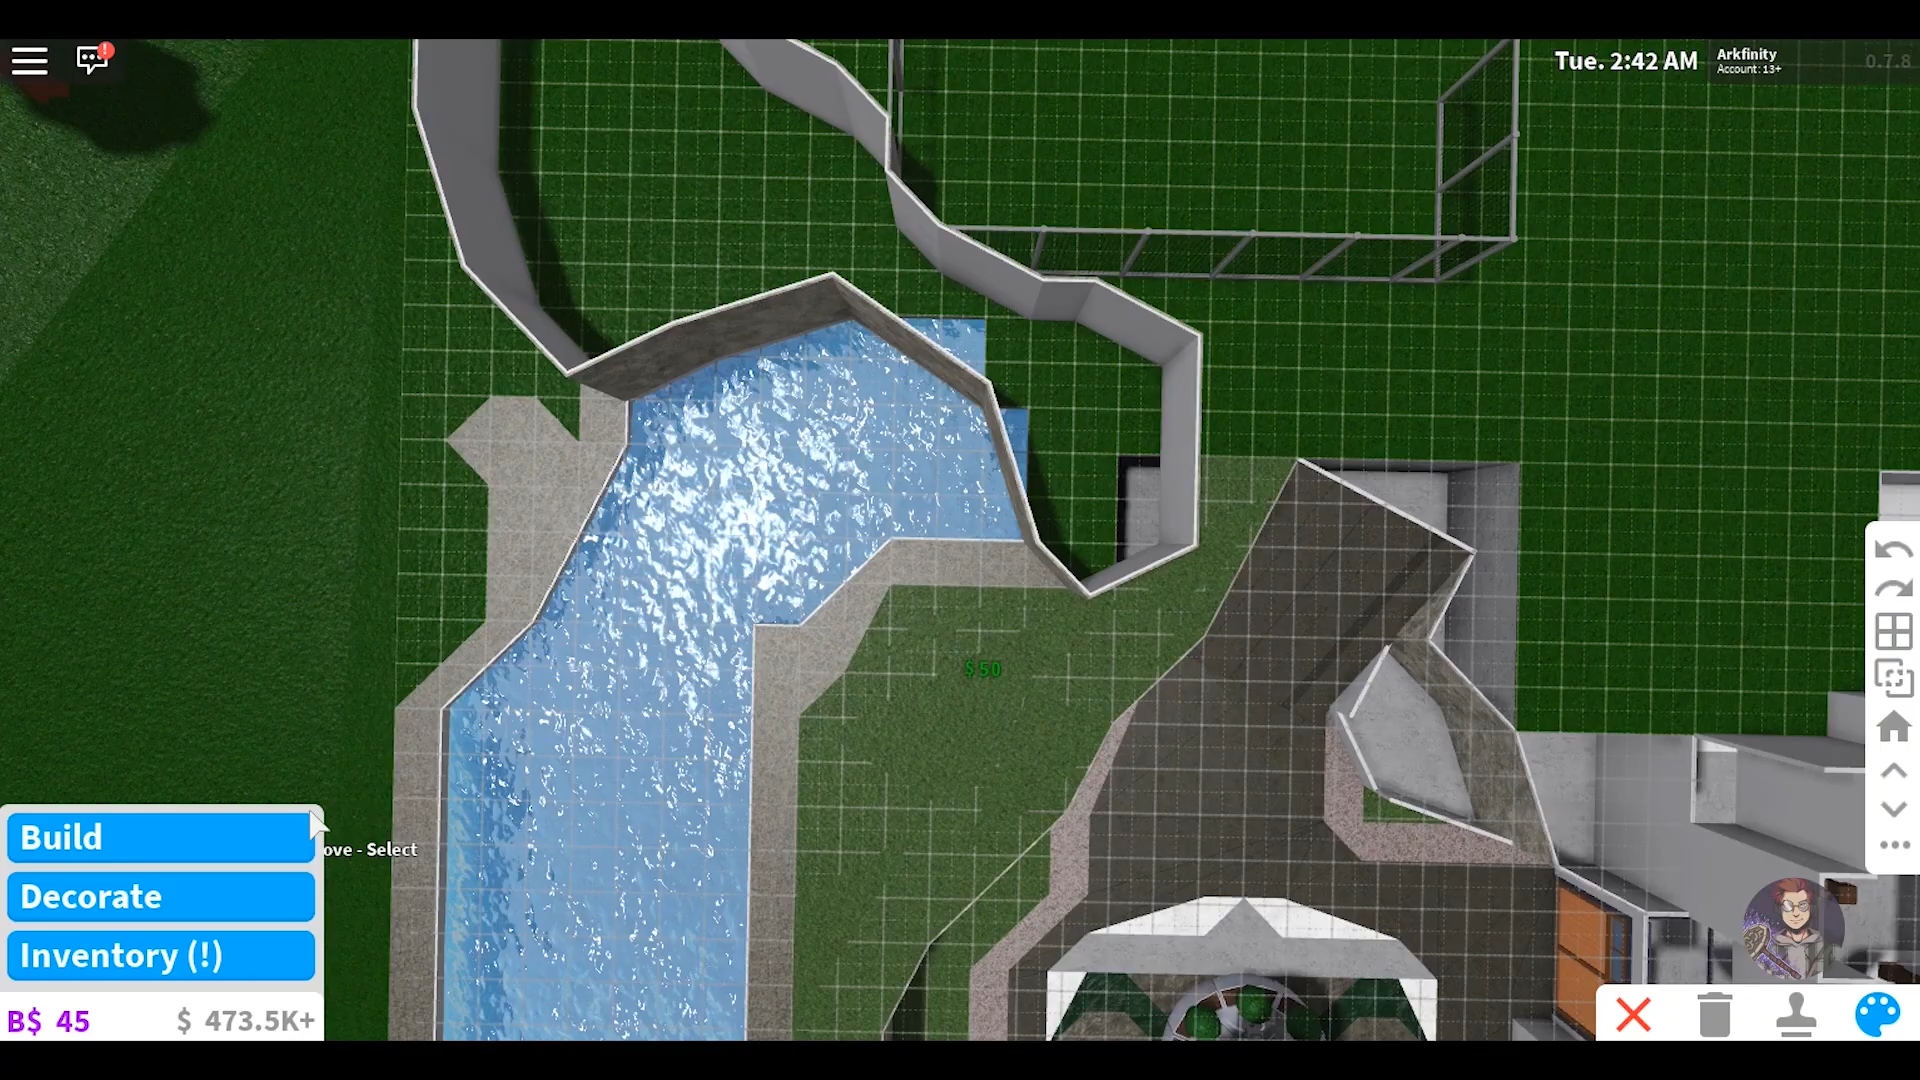 Tue. 2:42 AM
Arkfinity
Account: 13+
0.7.8
$50
Build
ove - Select
Decorate
Inventory (!)
B$ 45
$ 473.5K+